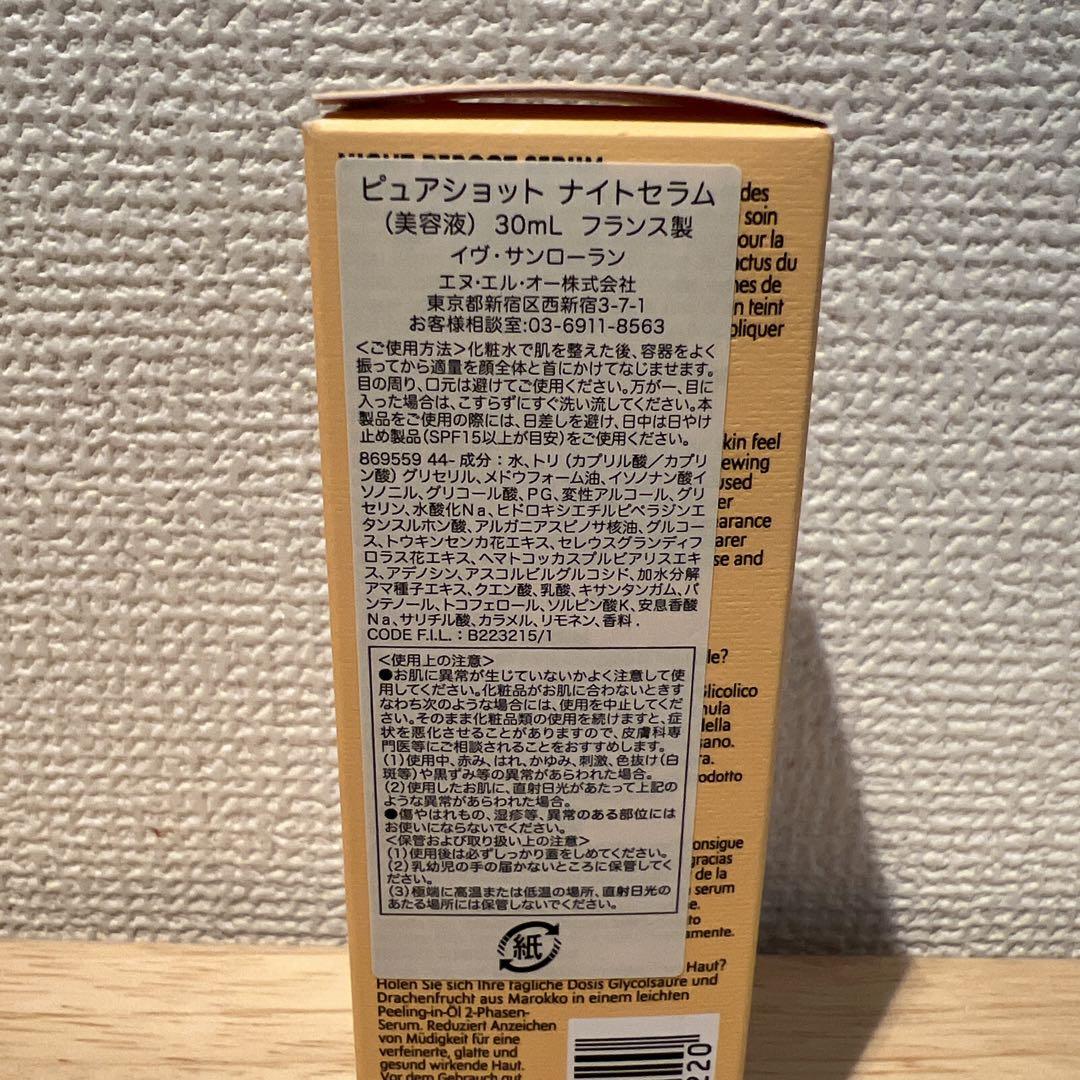 NIGHT REBOOT SERUM
ピュアショット ナイトセラム
（美容液） 30mL フランス製
イヴ・サンローラン
エヌ・エル・オー株式会社
東京都新宿区西新宿3-7-1
お客様相談室:03-6911-8563
＜ご使用方法＞化粧水で肌を整えた後、容器をよく
振ってから適量を顔全体と首にかけてなじませます。
目の周り、口元は避けてご使用ください。万が一、目に
入った場合は、こすらずにすぐ洗い流してください。本
製品をご使用の際には、日差しを避け、日中は日やけ
止め製品（SPF15以上が目安）をご使用ください。
869559 44- 成分：水、トリ（カプリル酸／カプリ
ン酸）グリセリル、メドウフォーム油、イソノナン酸イ
ソノニル、グリコール酸、PG、変性アルコール、グリ
セリン、水酸化Na、ヒドロキシエチルピペラジンエ
タンスルホン酸、アルガニアスピノサ核油、グルコー
ス、トウキンセンカ花エキス、セレウスグランディフ
ロラス花エキス、ヘマトコッカスプルビアリスエキ
ス、アデノシン、アスコルビルグルコシド、加水分解
アマ種子エキス、クエン酸、乳酸、キサンタンガム、パ
ンテノール、トコフェロール、ソルビン酸K、安息香酸
Na、サリチル酸、カラメル、リモネン、香料 .
CODE F.I.L. : B223215/1
＜使用上の注意＞
●お肌に異常が生じていないかよく注意して使
用してください。化粧品がお肌に合わないときす
なわち次のような場合には、使用を中止してくだ
さい。そのまま化粧品類の使用を続けますと、症
状を悪化させることがありますので、皮膚科専
門医等にご相談されることをおすすめします。
（1）使用中、赤み、はれ、かゆみ、刺激、色抜け（白
斑等）や黒ずみ等の異常があらわれた場合。
（2）使用したお肌に、直射日光があたって上記の
ような異常があらわれた場合。
●傷やはれもの、湿疹等、異常のある部位には
お使いにならないでください。
＜保管および取り扱い上の注意＞
（1）使用後は必ずしっかり蓋をしめてください。
（2）乳幼児の手の届かないところに保管してくだ
さい。
（3）極端に高温または低温の場所、直射日光の
あたる場所には保管しないでください。
紙
des
soin
our la
actus du
nes de
n teint
pliquer
kin feel
ewing
used
er
arance
arer
se and
le?
Glicolico
mula
della
sano.
ra.
odotto
onsigue
gracias
de la
serum
e.
to
amente.
Haut?
Holen Sie sich Ihre tägliche Dosis Glycolsäure und
Drachenfrucht aus Marokko in einem leichten
Peeling-in-Öl 2-Phasen-
Serum. Reduziert Anzeichen
von Müdigkeit für eine
verfeinerte, glatte und
gesund wirkende Haut.
Vor dem Gebrauch gut
220